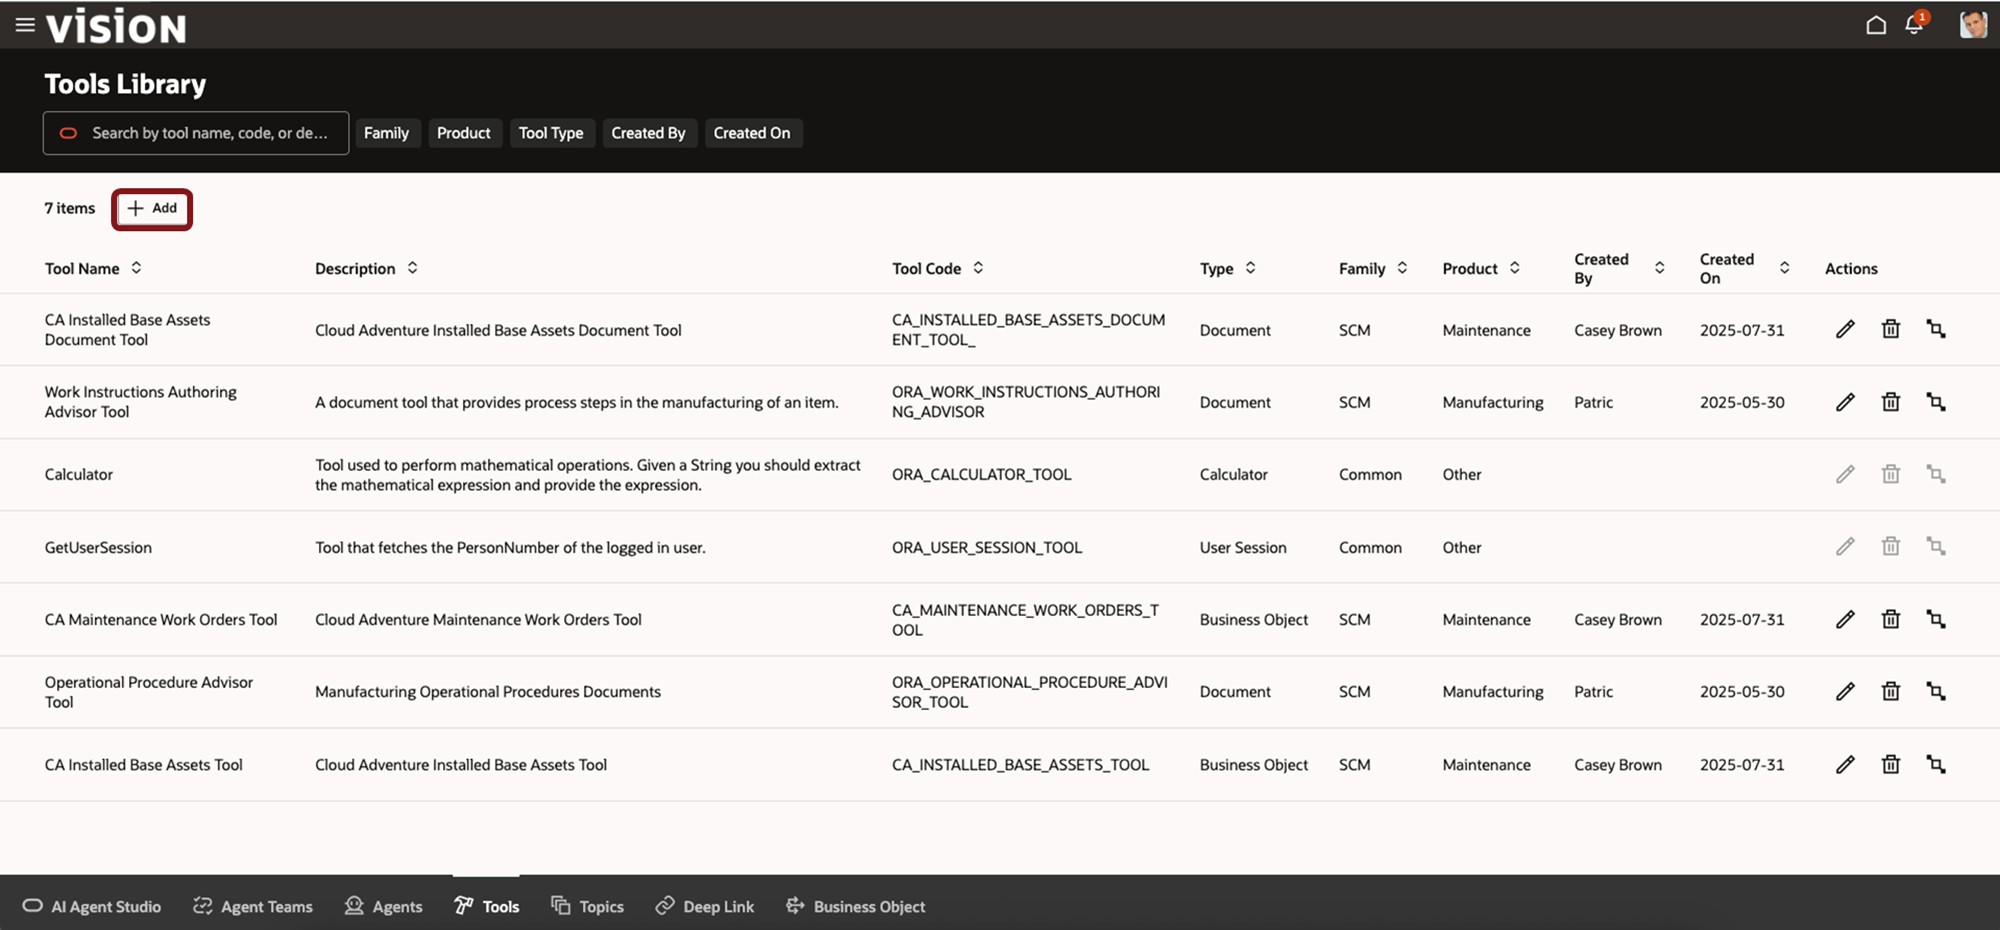 VISION
1
Tools Library
Search by tool name, code, or de...
Family
Product
Tool Type
Created By
Created On
7 items
Add
Tool Name
Description
Tool Code
Type
Family
Product
Created
By
Created
On
Actions
CA Installed Base Assets
Document Tool
Cloud Adventure Installed Base Assets Document Tool
CA_INSTALLED_BASE_ASSETS_DOCUM
ENT_TOOL_
Document
SCM
Maintenance
Casey Brown
2025-07-31
Work Instructions Authoring
Advisor Tool
A document tool that provides process steps in the manufacturing of an item.
ORA_WORK_INSTRUCTIONS_AUTHORI
NG_ADVISOR
Document
SCM
Manufacturing
Patric
2025-05-30
Calculator
Tool used to perform mathematical operations. Given a String you should extract
the mathematical expression and provide the expression.
ORA_CALCULATOR_TOOL
Calculator
Common
Other
GetUserSession
Tool that fetches the PersonNumber of the logged in user.
ORA_USER_SESSION_TOOL
User Session
Common
Other
CA Maintenance Work Orders Tool
Cloud Adventure Maintenance Work Orders Tool
CA_MAINTENANCE_WORK_ORDERS_T
OOL
Business Object
SCM
Maintenance
Casey Brown
2025-07-31
Operational Procedure Advisor
Tool
Manufacturing Operational Procedures Documents
ORA_OPERATIONAL_PROCEDURE_ADVI
SOR_TOOL
Document
SCM
Manufacturing
Patric
2025-05-30
CA Installed Base Assets Tool
Cloud Adventure Installed Base Assets Tool
CA_INSTALLED_BASE_ASSETS_TOOL
Business Object
SCM
Maintenance
Casey Brown
2025-07-31
AI Agent Studio
Agent Teams
Agents
Tools
Topics
Deep Link
Business Object